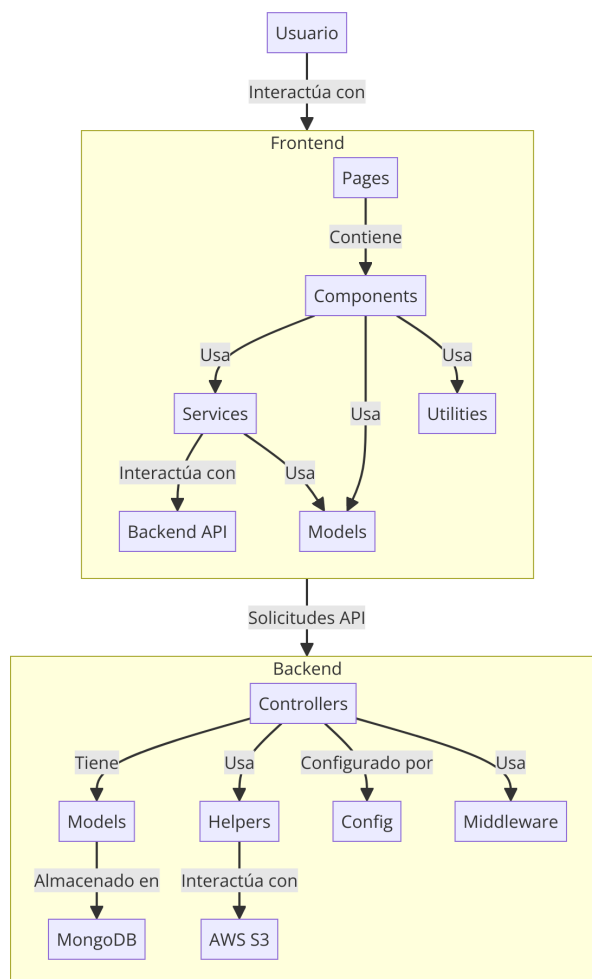 Usuario
Interactúa con
Frontend
Pages
Contiene
Components
Usa
Usa
Usa
Services
Utilities
Interactúa con
Usa
Backend API
Models
Solicitudes API
Backend
Controllers
Tiene
Usa
Configurado por
Usa
Models
Helpers
Config
Middleware
Almacenado en
Interactúa con
MongoDB
AWS S3